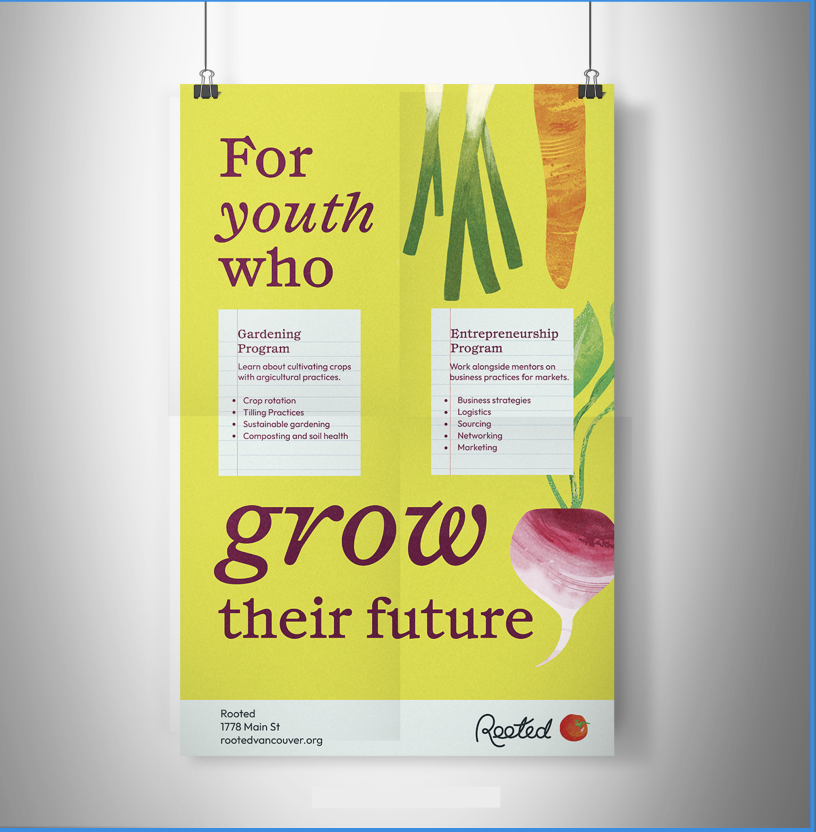 For
youth
who
Gardening
Program
Learn about cultivating crops
with argicultural practices.
• Crop rotation
• Tilling Practices
• Sustainable gardening
• Composting and soil health
Entrepreneurship
Program
Work alongside mentors on
business practices for markets.
• Business strategies
• Logistics
• Sourcing
• Networking
• Marketing
grow
their future
Rooted
1778 Main St
rootedvancouver.org
Rooted